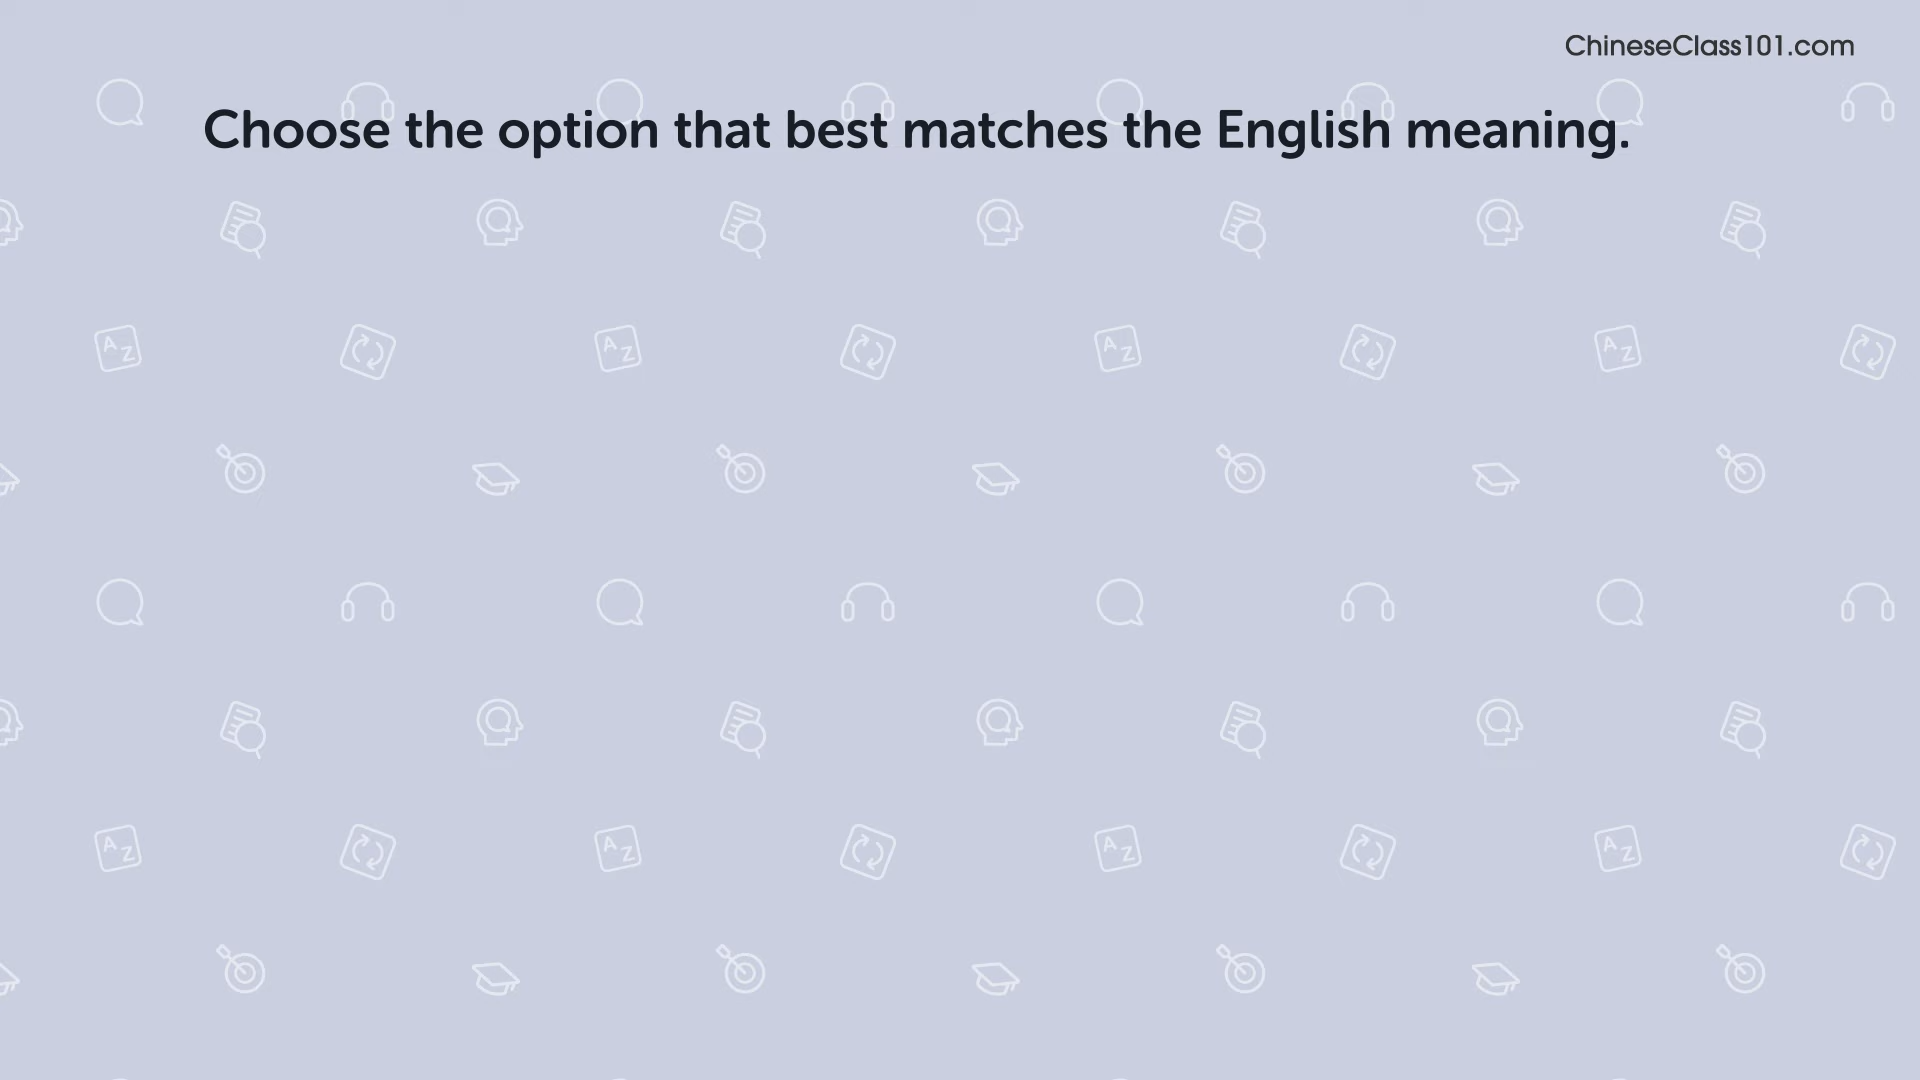 ChineseClass101.com
Choose the option that best matches the English meaning.